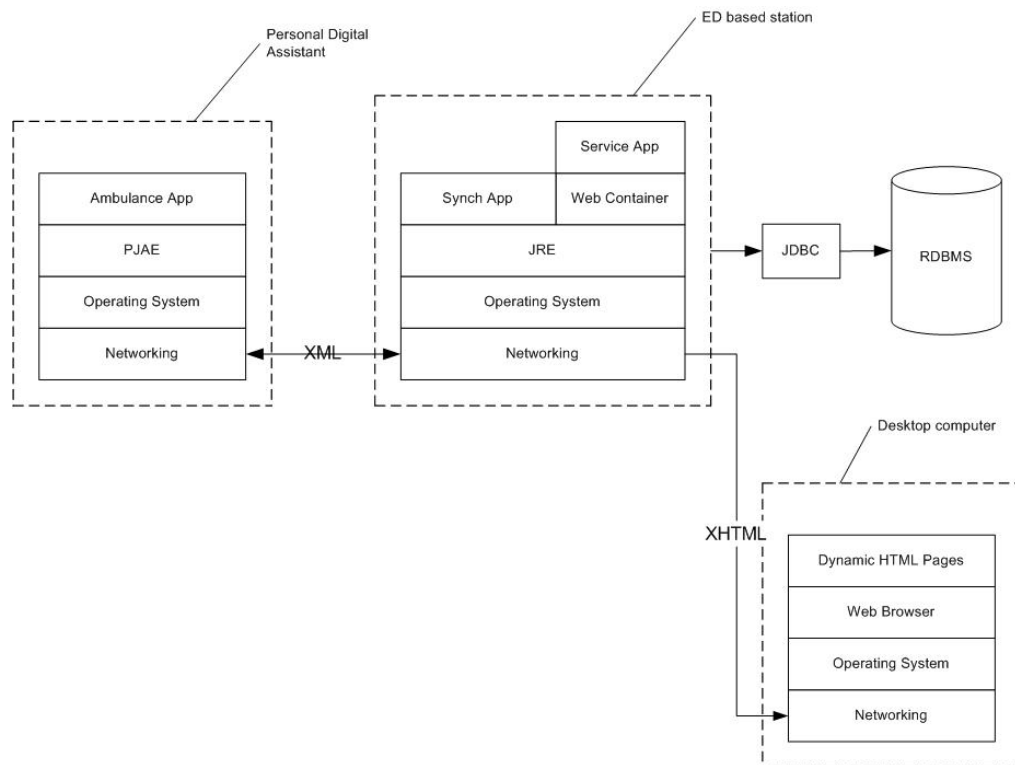 Personal Digital
Assistant
ED based station
Ambulance App
PJAE
Operating System
Networking
XML
Service App
Synch App
Web Container
JRE
Operating System
Networking
JDBC
RDBMS
XHTML
Desktop computer
Dynamic HTML Pages
Web Browser
Operating System
Networking